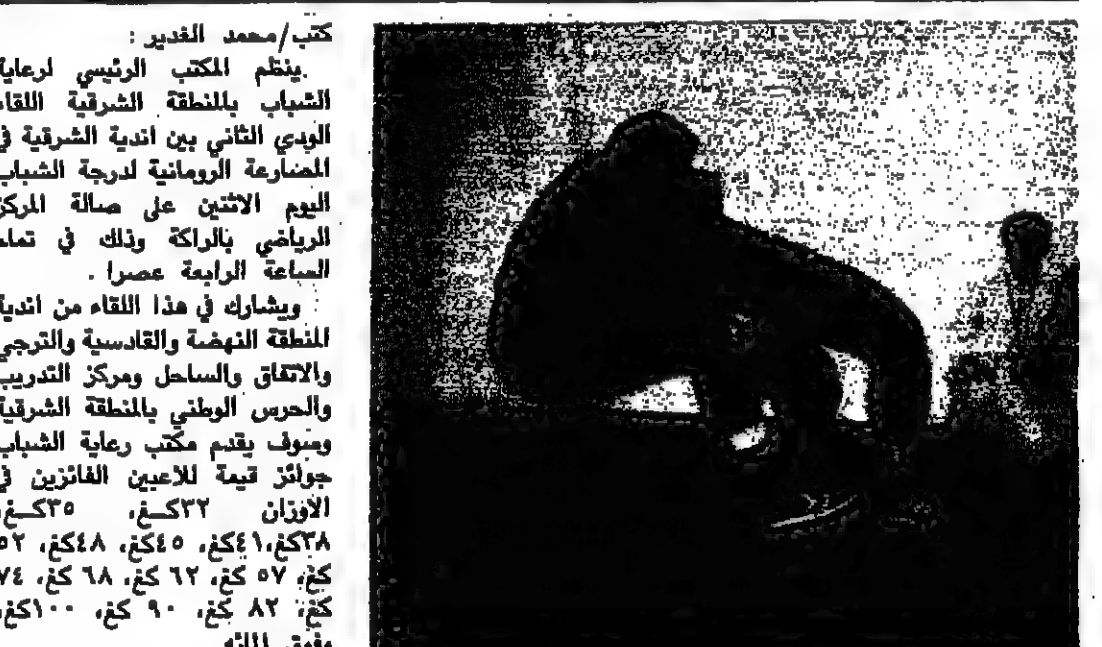 كتب/محمد الغدير :
ينظم المكتب الرئيسي لرعاية
الشباب بالمنطقة الشرقية اللقاء
الودي الثاني بين اندية الشرقية في
المصارعة الرومانية لدرجة الشباب
اليوم الاثنين على صالة المركز
الرياضي بالراكة وذلك في تمام
الساعة الرابعة عصرا .
ويشارك في هذا اللقاء من اندية
المنطقة النهضة والقادسية والترجي
والاتفاق والساحل ومركز التدريب
والحرس الوطني بالمنطقة الشرقية
وسوف يقدم مكتب رعاية الشباب
جوائز قيمة للاعبين الفائزين في
الاوزان ٣٢كـغ، ٣٥كـغ،
٣٨كغ،٤١كغ، ٤٥كغ، ٤٨كغ، ٥٢
كغ، ٥٧ كغ، ٦٢ كغ، ٦٨ كغ، ٧٤
كغ، ٨٢ كغ، ٩٠ كغ، ١٠٠كغ،
وفوق المائه